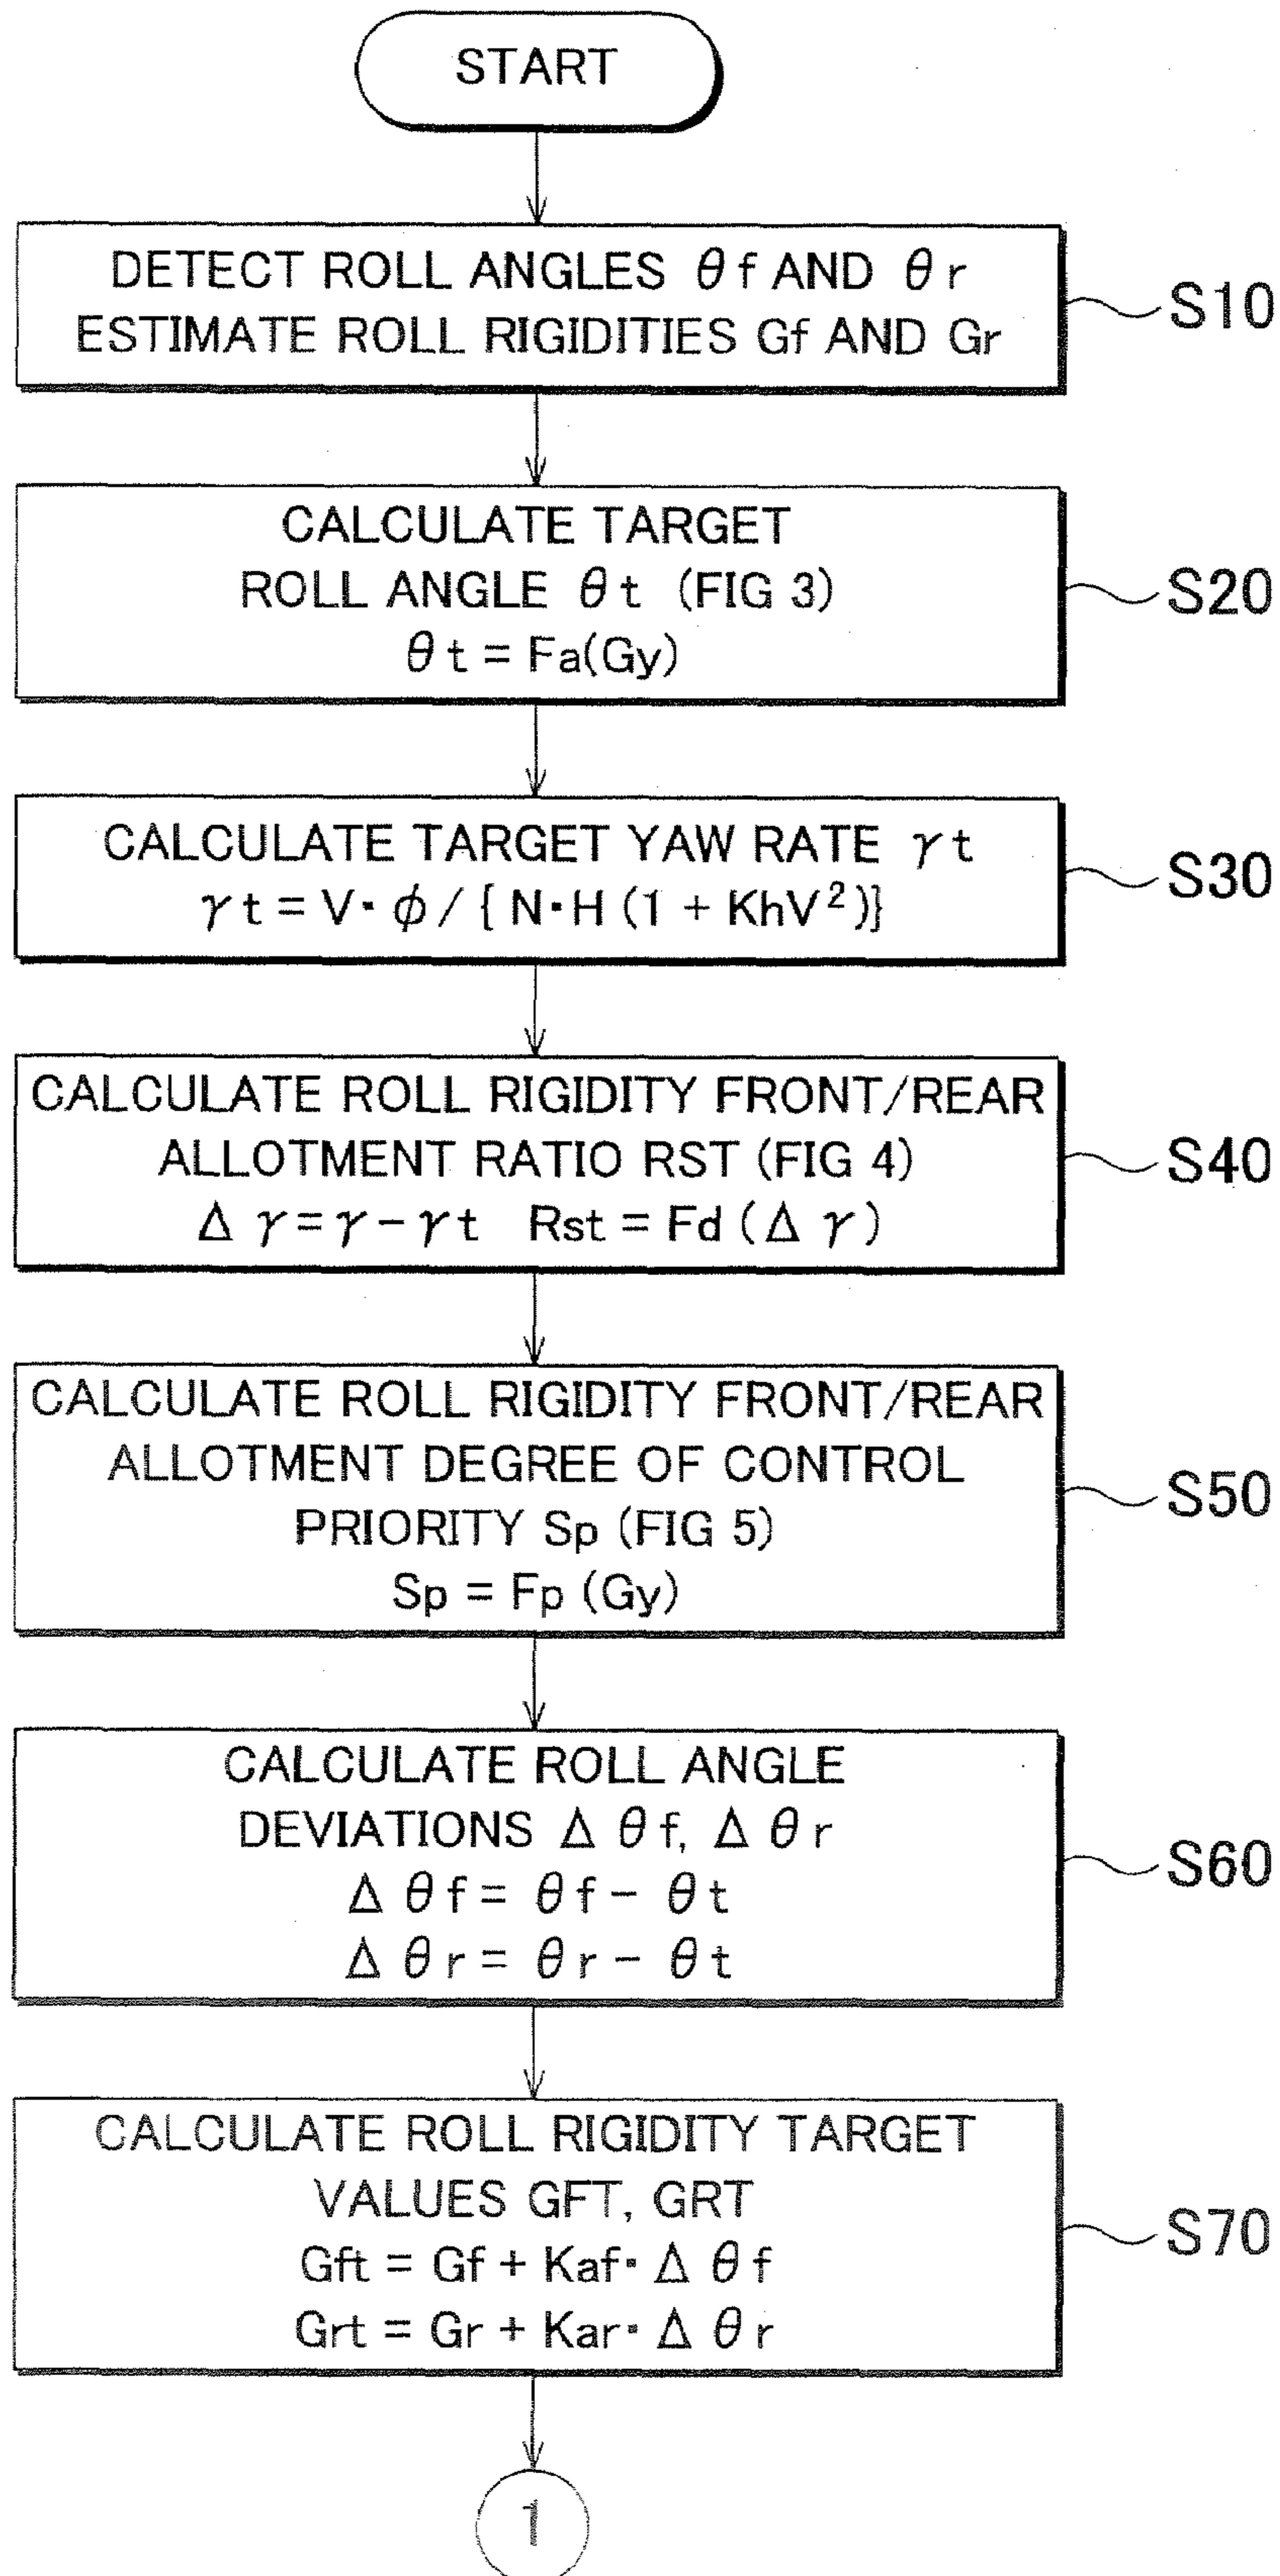 START
DETECT ROLL ANGLES θf AND θr
ESTIMATE ROLL RIGIDITIES Gf AND Gr
S10
CALCULATE TARGET
ROLL ANGLE θt (FIG 3)
θt = Fa(Gy)
S20
CALCULATE TARGET YAW RATE γt
γt = V・φ / { N・H (1 + KhV²)}
S30
CALCULATE ROLL RIGIDITY FRONT/REAR
ALLOTMENT RATIO RST (FIG 4)
Δγ = γ − γt Rst = Fd (Δγ)
S40
CALCULATE ROLL RIGIDITY FRONT/REAR
ALLOTMENT DEGREE OF CONTROL
PRIORITY Sp (FIG 5)
Sp = Fp (Gy)
S50
CALCULATE ROLL ANGLE
DEVIATIONS Δθf, Δθr
Δθf = θf − θt
Δθr = θr − θt
S60
CALCULATE ROLL RIGIDITY TARGET
VALUES GFT, GRT
Gft = Gf + Kaf・Δθf
Grt = Gr + Kar・Δθr
S70
1